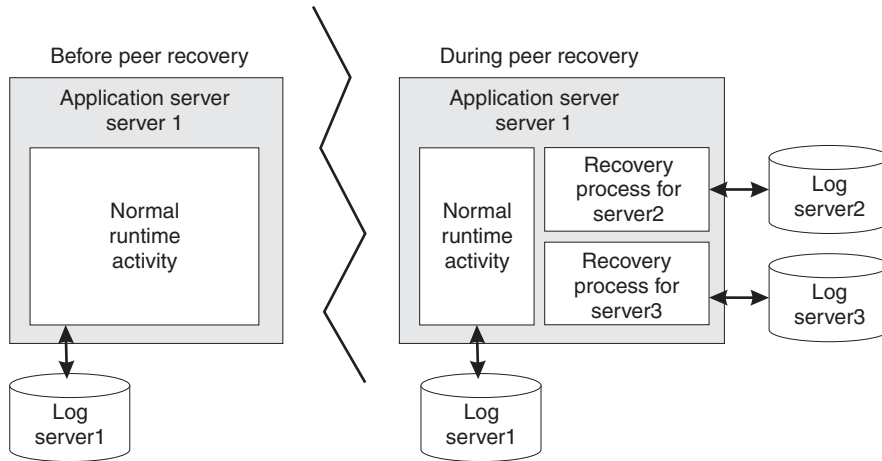 Before peer recovery
Application server
server 1
Normal
runtime
activity
Log
server1
During peer recovery
Application server
server 1
Normal
runtime
activity
Recovery
process for
server2
Recovery
process for
server3
Log
server2
Log
server3
Log
server1